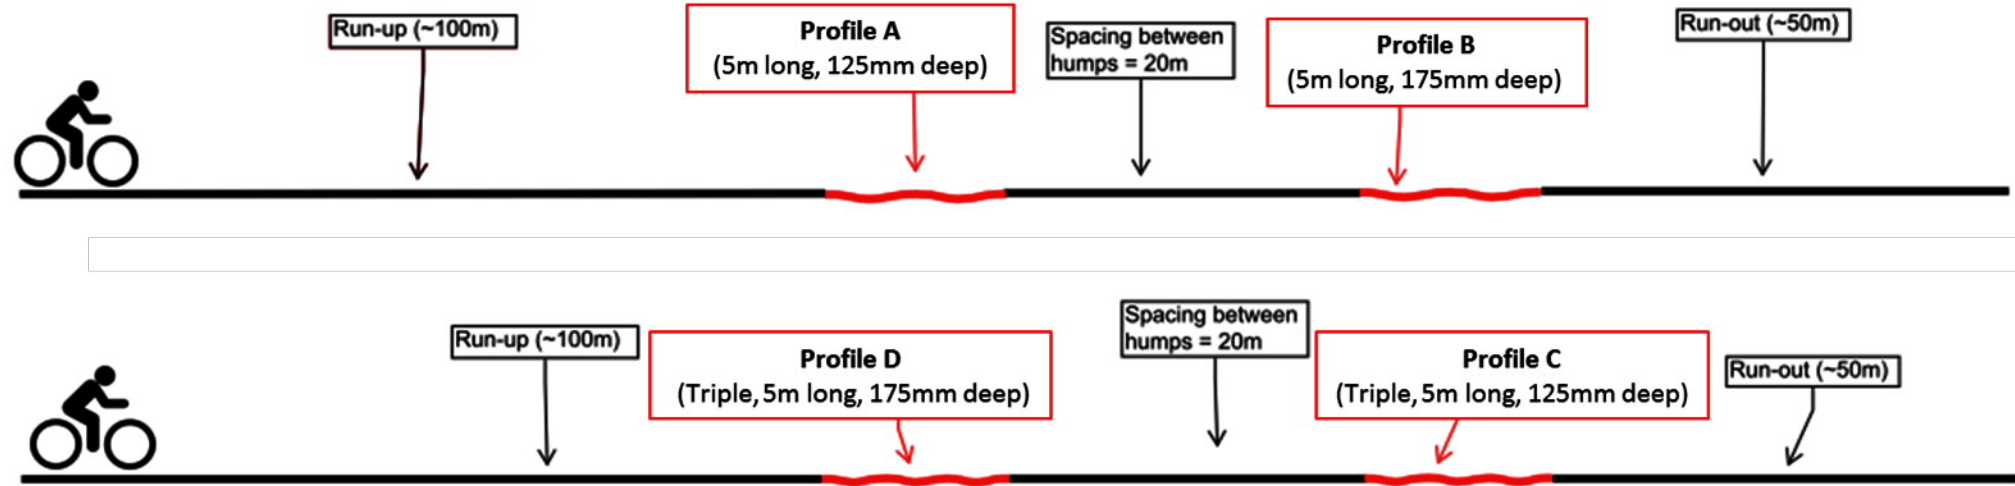 Run-up (~100m)
Profile A
(5m long, 125mm deep)
Spacing between
humps = 20m
Profile B
(5m long, 175mm deep)
Run-out (~50m)
Run-up (~100m)
Profile D
(Triple, 5m long, 175mm deep)
Spacing between
humps = 20m
Profile C
(Triple, 5m long, 125mm deep)
Run-out (~50m)